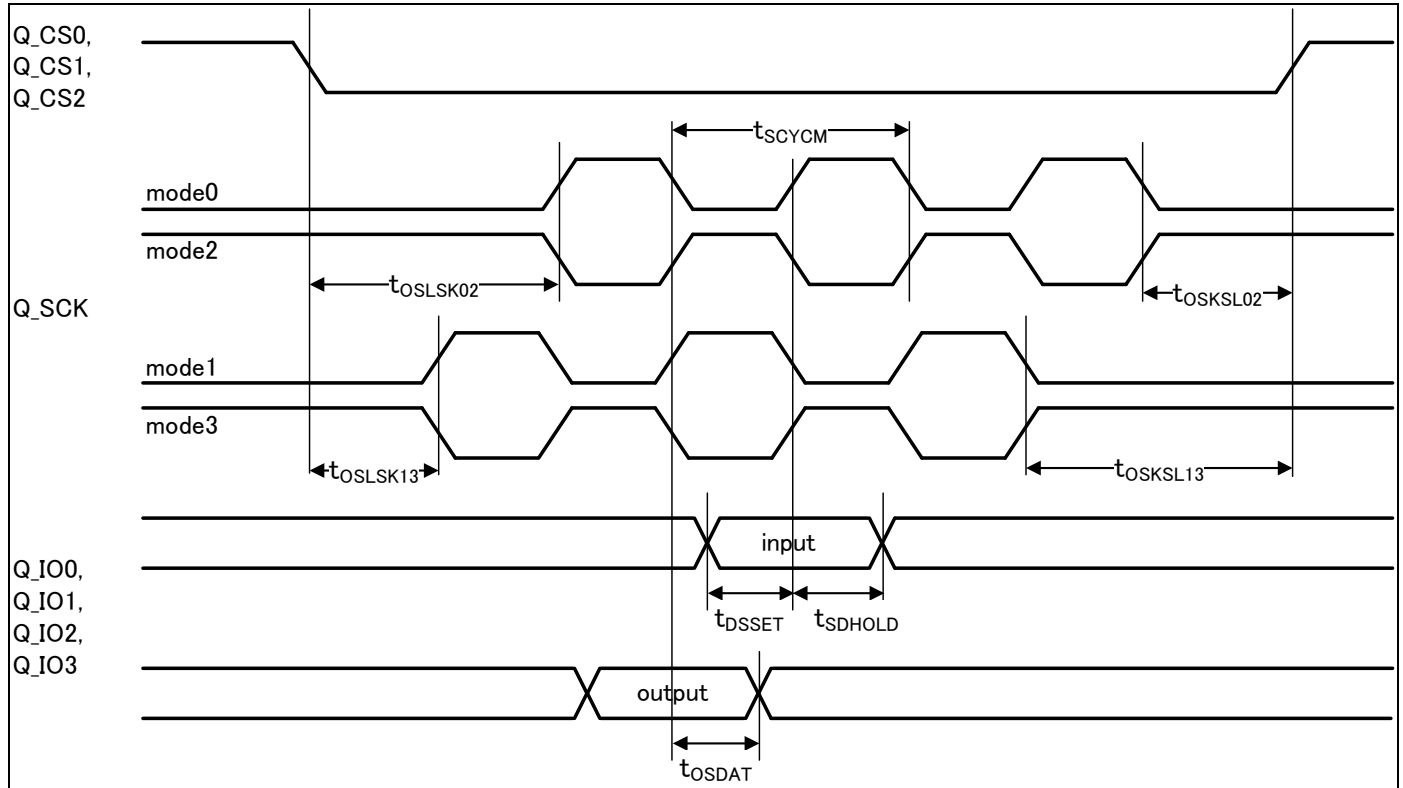 Q_CS0,
Q_CS1,
Q_CS2
tSCYCM
mode0
mode2
tOSLSK02
tOSKSL02
Q_SCK
mode1
mode3
tOSLSK13
tOSKSL13
input
Q_IO0,
Q_IO1,
Q_IO2,
Q_IO3
tDSSET
tSDHOLD
output
tOSDAT